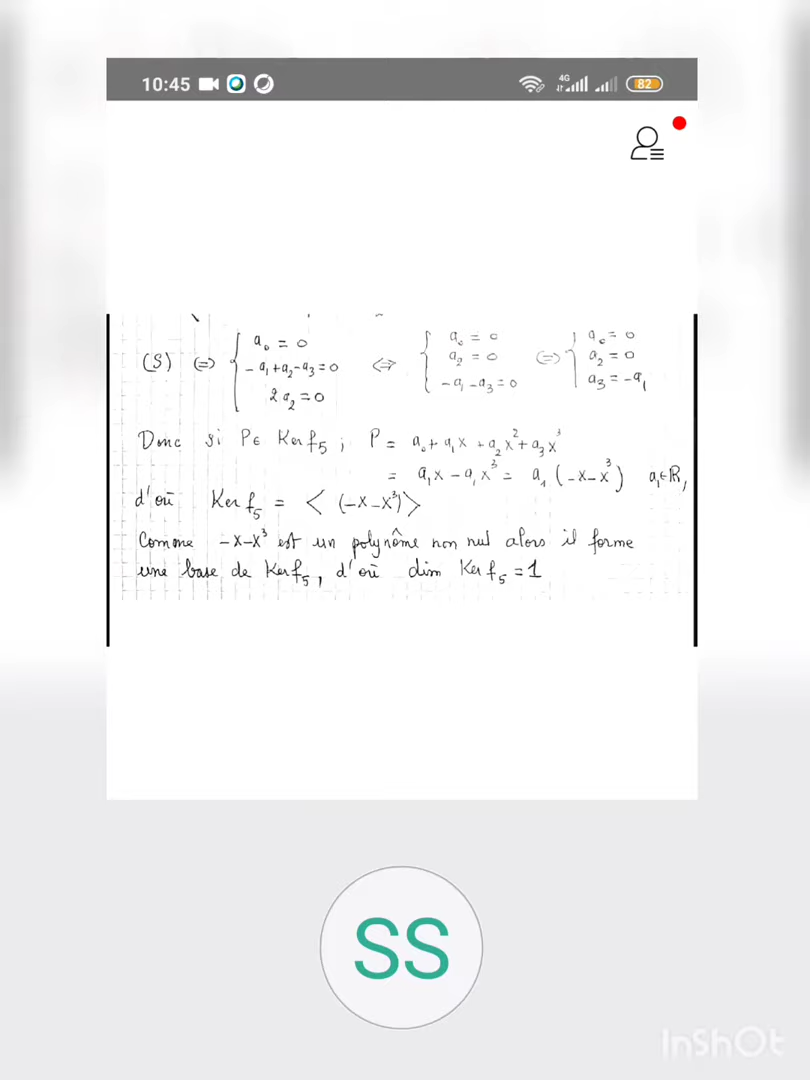 10:45 4G 82
(S) ⇔ { a₀ = 0 ⇔ { a₀ = 0 ⇔ { a₀ = 0
-a₁+a₂-a₃=0 a₂ = 0 a₂ = 0
2a₂=0 -a₁-a₃=0 a₃ = -a₁
Donc si P∈ Ker f₅ ; P = a₀+a₁x+a₂x²+a₃x³
= a₁x-a₁x³ = a₁(-x-x³) a₁∈ℝ,
d'où Ker f₅ = <(-x-x³)>
Comme -x-x³ est un polynôme non nul alors il forme
une base de Ker f₅, d'où dim Ker f₅ = 1
SS
InShOt